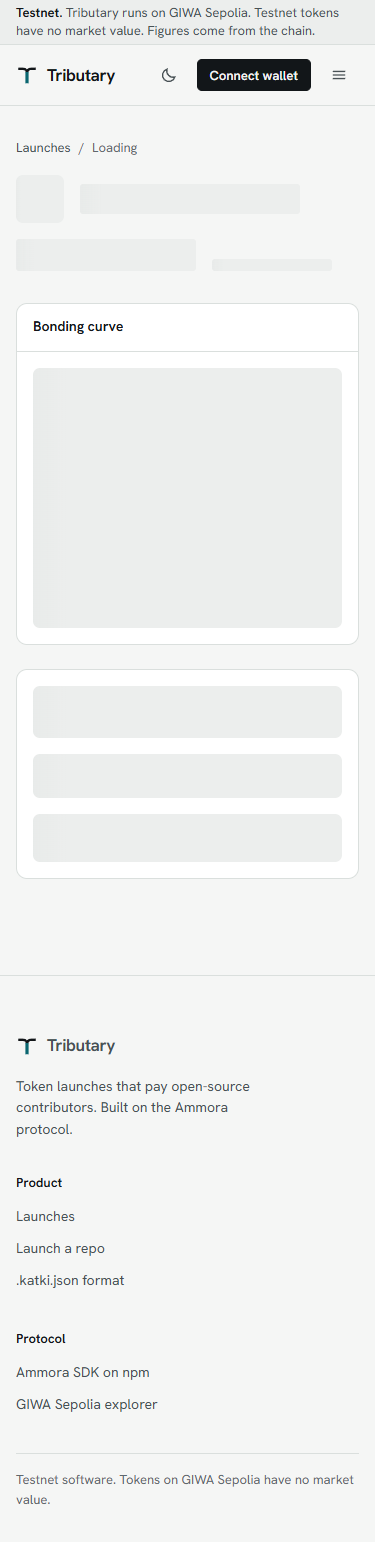 Testnet. Tributary runs on GIWA Sepolia. Testnet tokens
have no market value. Figures come from the chain.
Tributary
Connect wallet
Launches / Loading
Bonding curve
Tributary
Token launches that pay open-source
contributors. Built on the Ammora
protocol.
Product
Launches
Launch a repo
.katki.json format
Protocol
Ammora SDK on npm
GIWA Sepolia explorer
Testnet software. Tokens on GIWA Sepolia have no market
value.